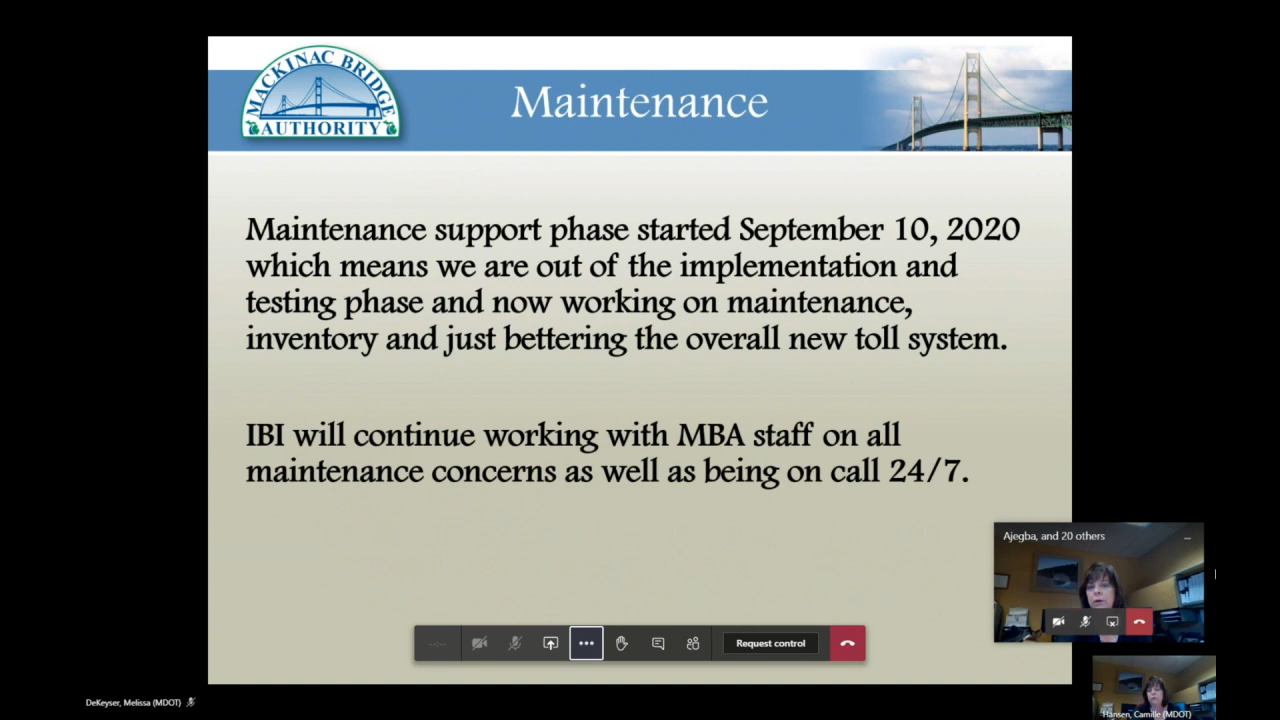 MACKINAC BRIDGE
AUTHORITY
Maintenance
Maintenance support phase started September 10, 2020
which means we are out of the implementation and
testing phase and now working on maintenance,
inventory and just bettering the overall new toll system.
IBI will continue working with MBA staff on all
maintenance concerns as well as being on call 24/7.
Ajegba, and 20 others
--:--
Request control
DeKeyser, Melissa (MDOT)
Hansen, Camille (MDOT)